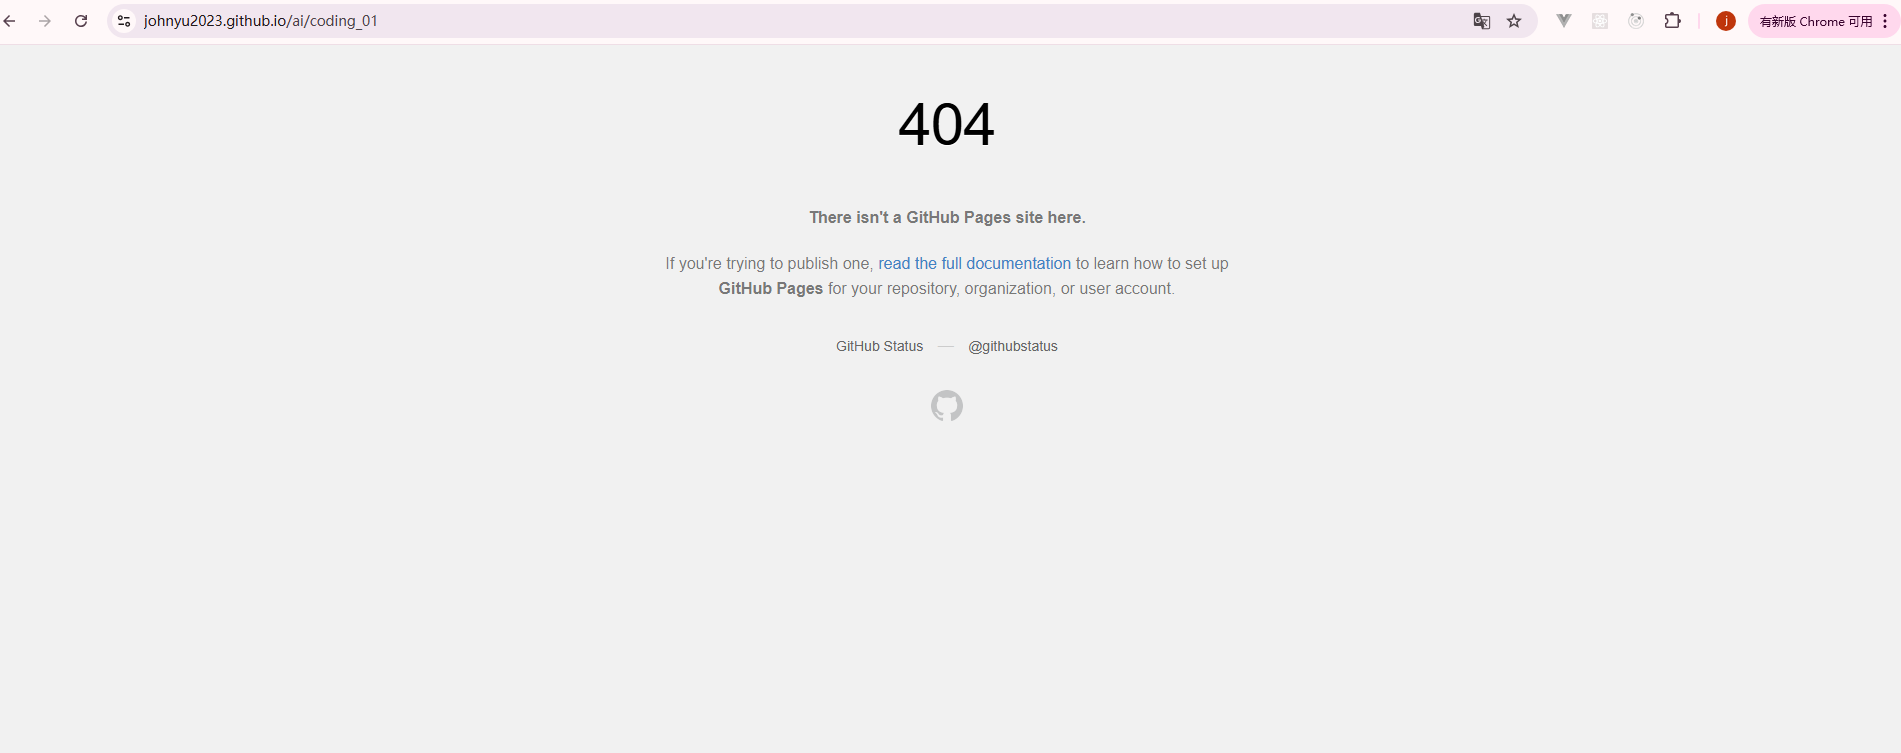 johnyu2023.github.io/ai/coding_01
j
有新版 Chrome 可用
404
There isn't a GitHub Pages site here.
If you're trying to publish one, read the full documentation to learn how to set up
GitHub Pages for your repository, organization, or user account.
GitHub Status — @githubstatus